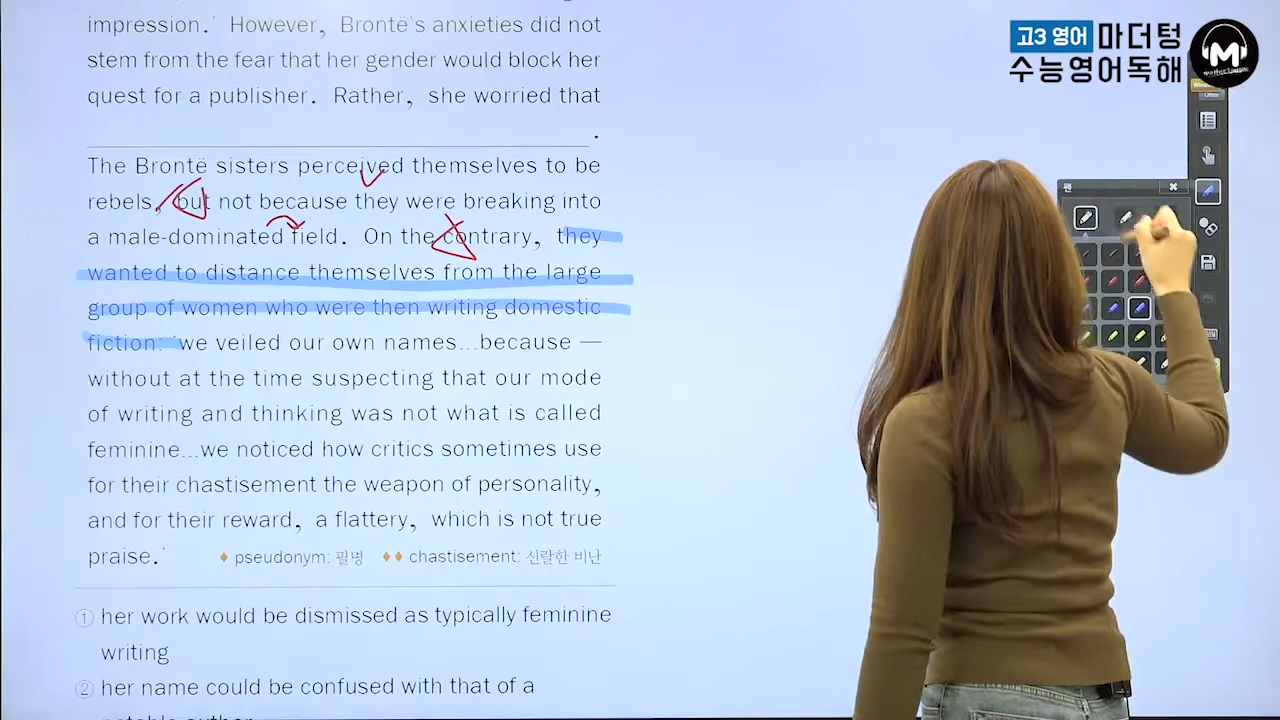 impression.' However, Brontë's anxieties did not
stem from the fear that her gender would block her
quest for a publisher. Rather, she worried that
.
The Brontë sisters perceived themselves to be
rebels, but not because they were breaking into
a male-dominated field. On the contrary, they
wanted to distance themselves from the large
group of women who were then writing domestic
fiction: 'we veiled our own names...because —
without at the time suspecting that our mode
of writing and thinking was not what is called
feminine...we noticed how critics sometimes use
for their chastisement the weapon of personality,
and for their reward, a flattery, which is not true
praise.'
♦ pseudonym: 필명 ♦♦ chastisement: 신랄한 비난
① her work would be dismissed as typically feminine
writing
② her name could be confused with that of a
고3 영어 마더텅
수능영어독해
M
펜